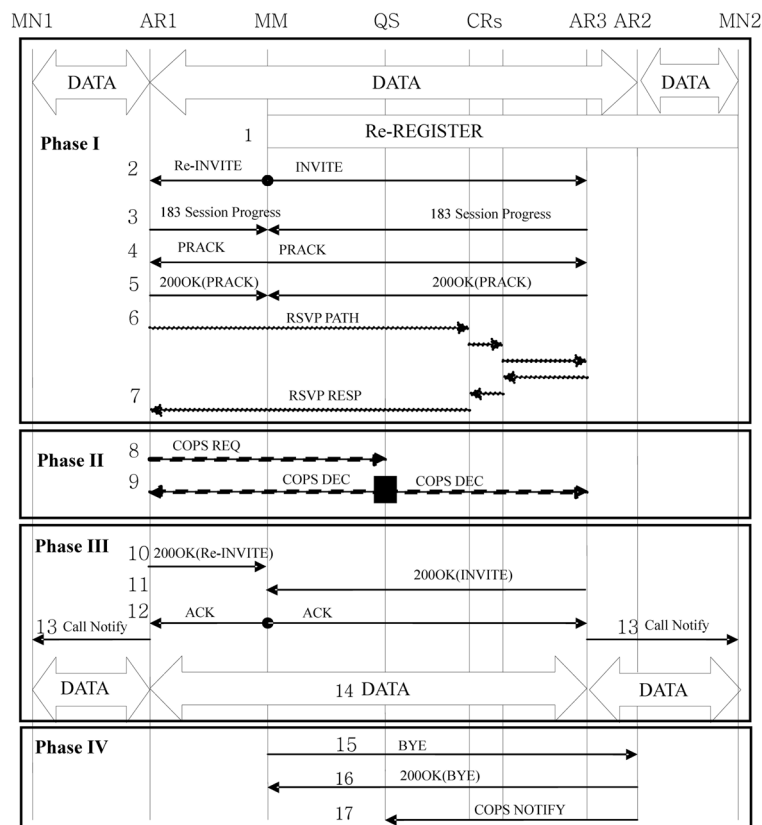 MN1 AR1 MM QS CRs AR3 AR2 MN2
DATA DATA DATA
1 Re-REGISTER
Phase I
2 Re-INVITE INVITE
3 183 Session Progress 183 Session Progress
4 PRACK PRACK
5 200OK(PRACK) 200OK(PRACK)
6 RSVP PATH
7 RSVP RESP
8 COPS REQ
Phase II
9 COPS DEC COPS DEC
Phase III
10 200OK(Re-INVITE)
11 200OK(INVITE)
12 ACK ACK
13 Call Notify 13 Call Notify
DATA 14 DATA DATA
Phase IV
15 BYE
16 200OK(BYE)
17 COPS NOTIFY